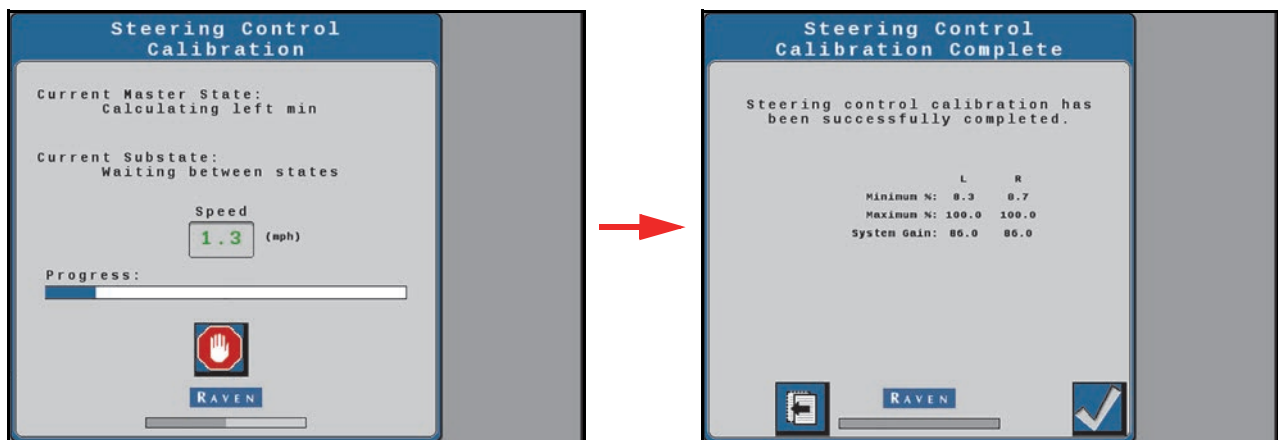 Steering Control
Calibration
Current Master State:
Calculating left min
Current Substate:
Waiting between states
Speed
1.3 (mph)
Progress:
RAVEN
Steering Control
Calibration Complete
Steering control calibration has
been successfully completed.
L R
Minimum %: 8.3 8.7
Maximum %: 100.0 100.0
System Gain: 86.0 86.0
RAVEN